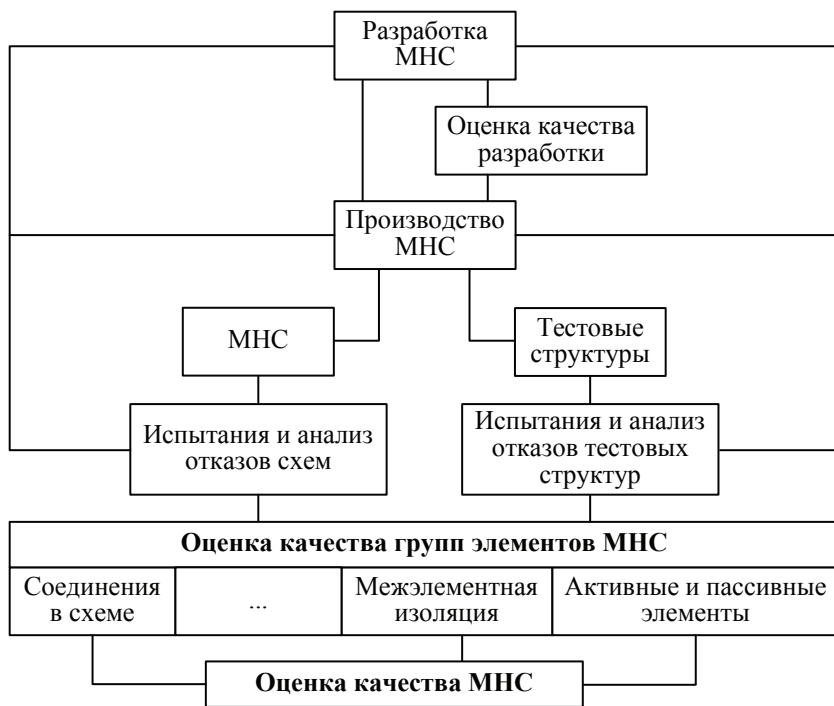 Разработка
МНС
Оценка качества
разработки
Производство
МНС
МНС
Тестовые
структуры
Испытания и анализ
отказов схем
Испытания и анализ
отказов тестовых
структур
Оценка качества групп элементов МНС
Соединения
в схеме
...
Межэлементная
изоляция
Активные и пассивные
элементы
Оценка качества МНС